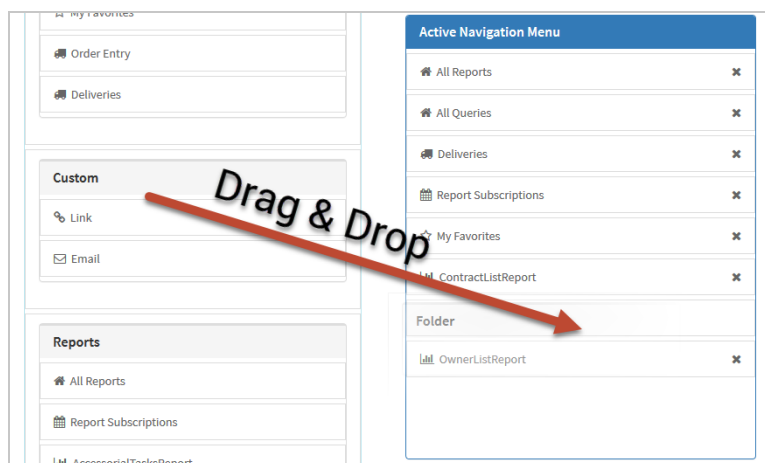 My Favorites
Order Entry
Deliveries
Custom
Link
Email
Reports
All Reports
Report Subscriptions
AccessorialTasksReport
Drag & Drop
Active Navigation Menu
All Reports
All Queries
Deliveries
Report Subscriptions
My Favorites
ContractListReport
Folder
OwnerListReport